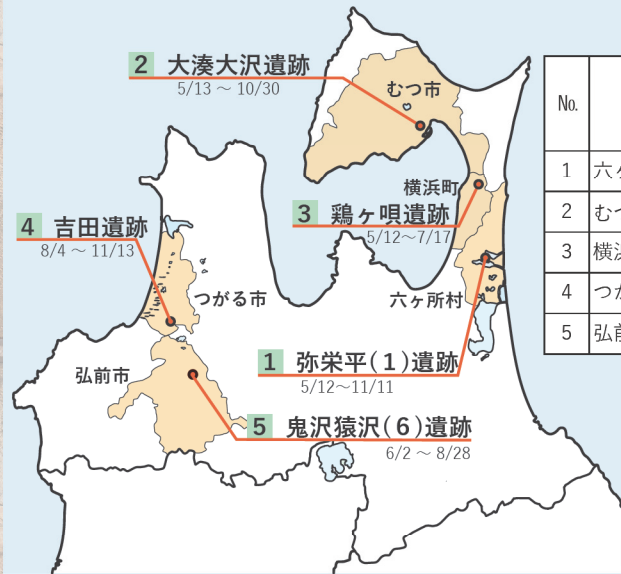 2 大湊大沢遺跡
5/13 ～ 10/30
むつ市
横浜町
3 鶏ヶ唄遺跡
5/12～7/17
4 吉田遺跡
8/4 ～ 11/13
つがる市
六ヶ所村
1 弥栄平(1)遺跡
5/12～11/11
弘前市
5 鬼沢猿沢(6)遺跡
6/2 ～ 8/28
No.
1 六ヶ
2 むつ
3 横浜
4 つが
5 弘前